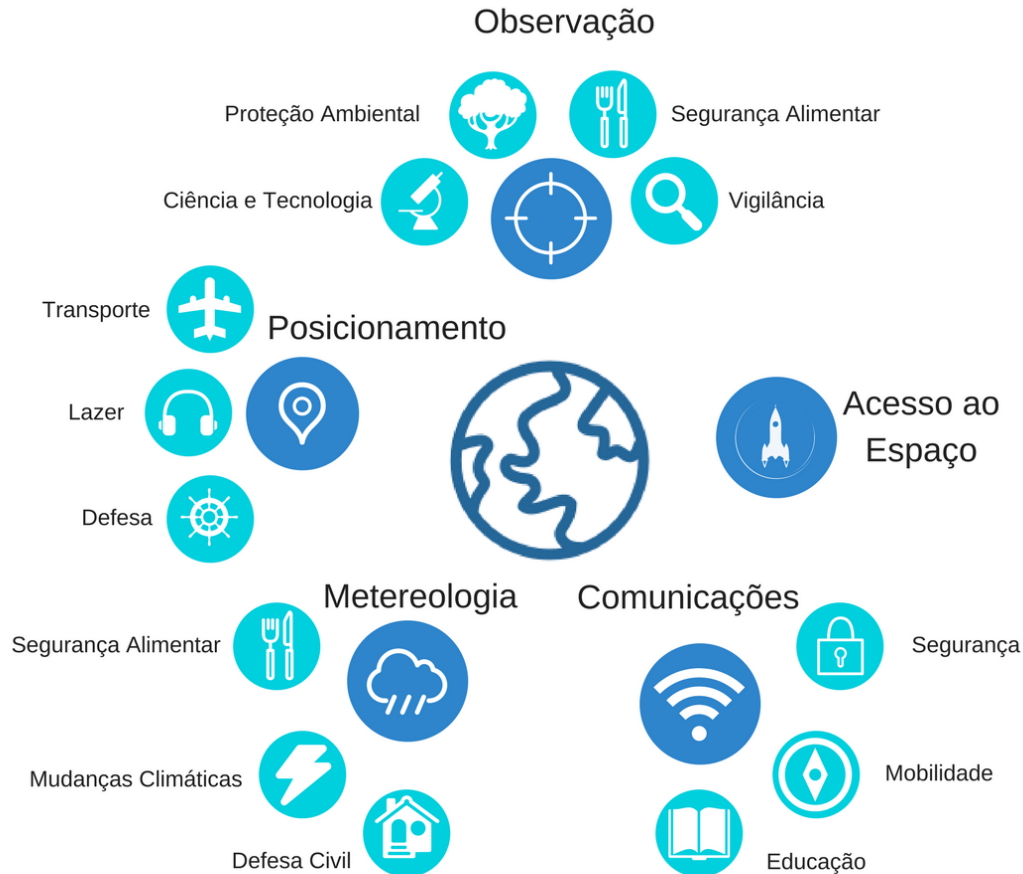 Observação
Proteção Ambiental
Segurança Alimentar
Ciência e Tecnologia
Vigilância
Transporte
Posicionamento
Lazer
Defesa
Acesso ao
Espaço
Metereologia
Segurança Alimentar
Mudanças Climáticas
Defesa Civil
Comunicações
Segurança
Mobilidade
Educação